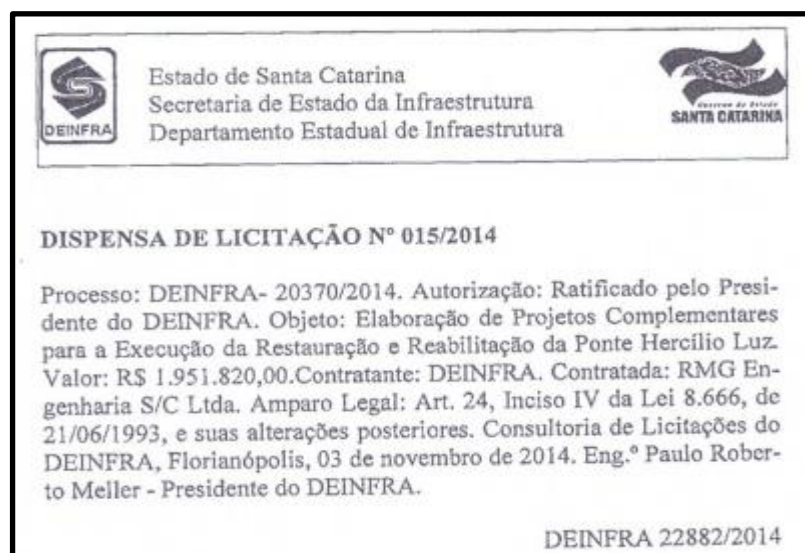 DEINFRA
Estado de Santa Catarina
Secretaria de Estado da Infraestrutura
Departamento Estadual de Infraestrutura
Governo do Estado
SANTA CATARINA
DISPENSA DE LICITAÇÃO Nº 015/2014
Processo: DEINFRA- 20370/2014. Autorização: Ratificado pelo Presi-
dente do DEINFRA. Objeto: Elaboração de Projetos Complementares
para a Execução da Restauração e Reabilitação da Ponte Hercílio Luz.
Valor: R$ 1.951.820,00.Contratante: DEINFRA. Contratada: RMG En-
genharia S/C Ltda. Amparo Legal: Art. 24, Inciso IV da Lei 8.666, de
21/06/1993, e suas alterações posteriores. Consultoria de Licitações do
DEINFRA, Florianópolis, 03 de novembro de 2014. Eng.º Paulo Rober-
to Meller - Presidente do DEINFRA.
DEINFRA 22882/2014